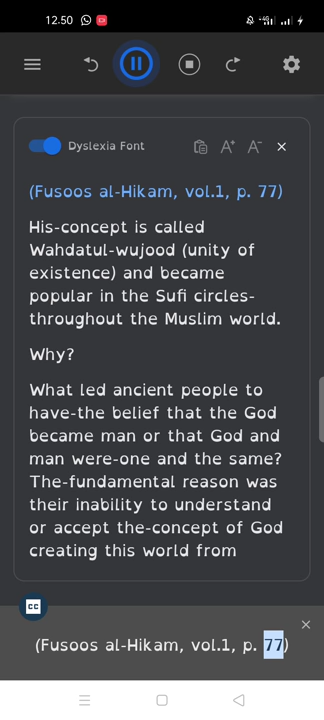 12.50
Dyslexia Font
A+
A-
(Fusoos al-Hikam, vol.1, p. 77)
His-concept is called
Wahdatul-wujood (unity of
existence) and became
popular in the Sufi circles-
throughout the Muslim world.
Why?
What led ancient people to
have-the belief that the God
became man or that God and
man were-one and the same?
The-fundamental reason was
their inability to understand
or accept the-concept of God
creating this world from
CC
(Fusoos al-Hikam, vol.1, p. 77)